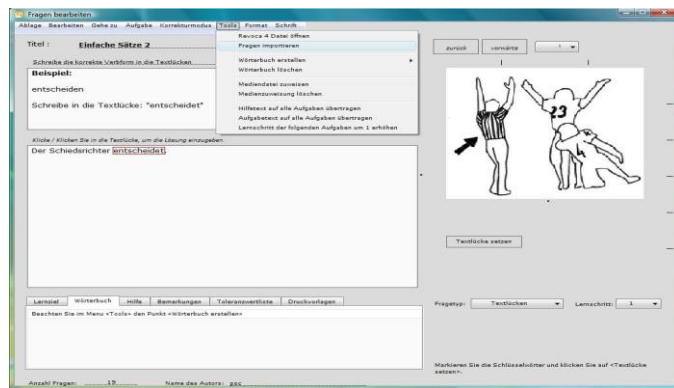 Fragen bearbeiten
Ablage Bearbeiten Gehe zu Aufgabe Korrekturmodus Tools Format Schrift
Revoca 4 Datei öffnen
Fragen importieren
Wörterbuch erstellen
Wörterbuch löschen
Mediendatei zuweisen
Medienzuweisung löschen
Hilfetext auf alle Aufgaben übertragen
Aufgabetext auf alle Aufgaben übertragen
Lernschritt der folgenden Aufgaben um 1 erhöhen
Titel : Einfache Sätze 2
zurück vorwärts 1
Schreibe die korrekte Verbform in die Textlücken
Beispiel:
entscheiden
Schreibe in die Textlücke: "entscheidet"
23
4
Klicke / Klicken Sie in die Textlücke, um die Lösung einzugeben.
Der Schiedsrichter entscheidet.
Textlücke setzen
Lernziel Wörterbuch Hilfe Bemerkungen Toleranzwertliste Druckvorlagen
Fragetyp: Textlücken Lernschritt: 1
Beachten Sie im Menu «Tools» den Punkt «Wörterbuch erstellen»
Markieren Sie die Schlüsselwörter und klicken Sie auf «Textlücke
setzen».
Anzahl Fragen: 19 Name des Autors: psc